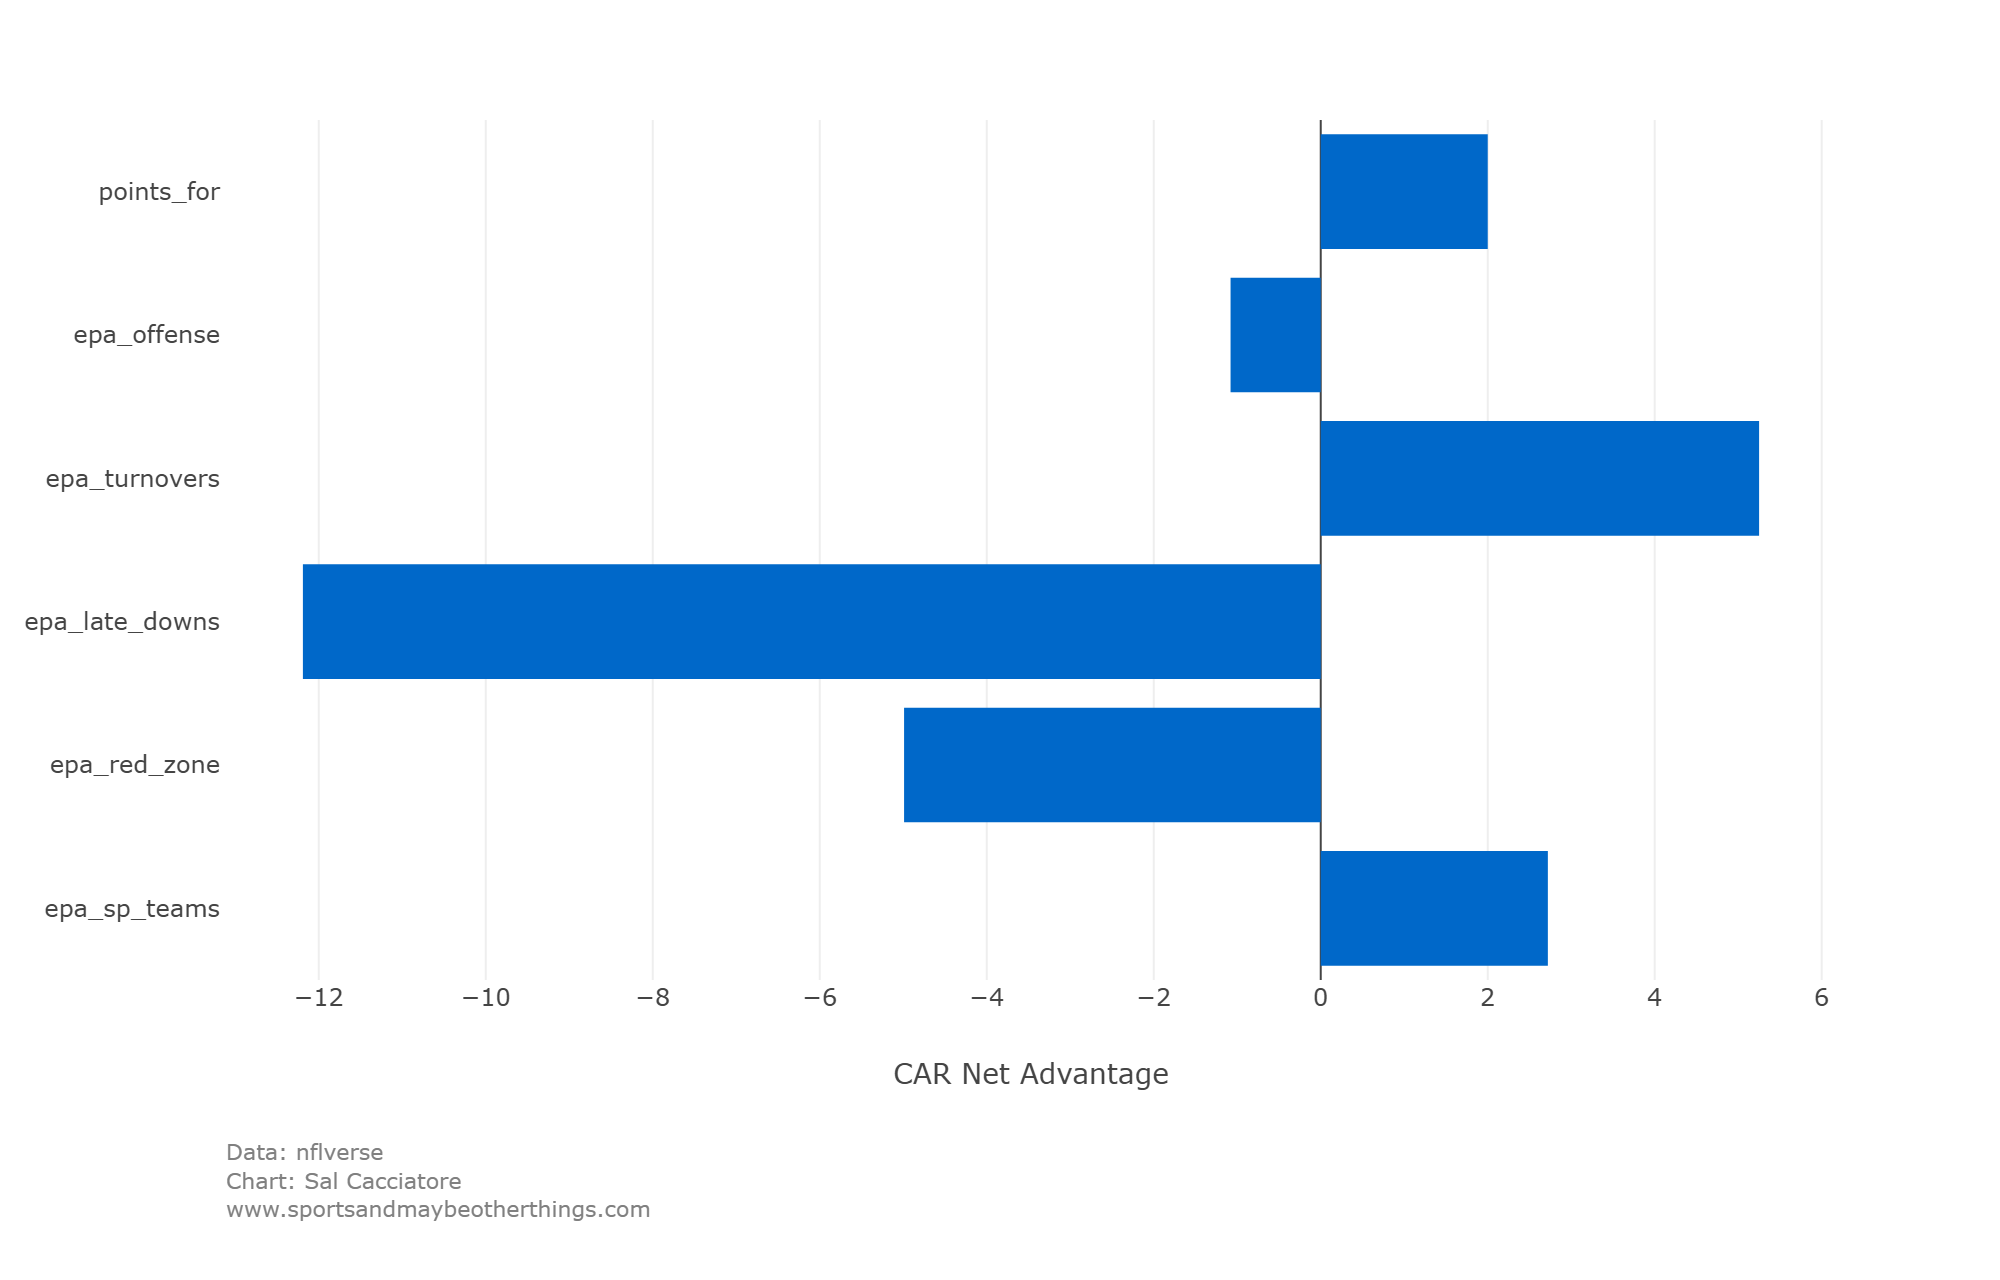 points_for
epa_offense
epa_turnovers
epa_late_downs
epa_red_zone
epa_sp_teams
−12 −10 −8 −6 −4 −2 0 2 4 6
CAR Net Advantage
Data: nflverse
Chart: Sal Cacciatore
www.sportsandmaybeotherthings.com